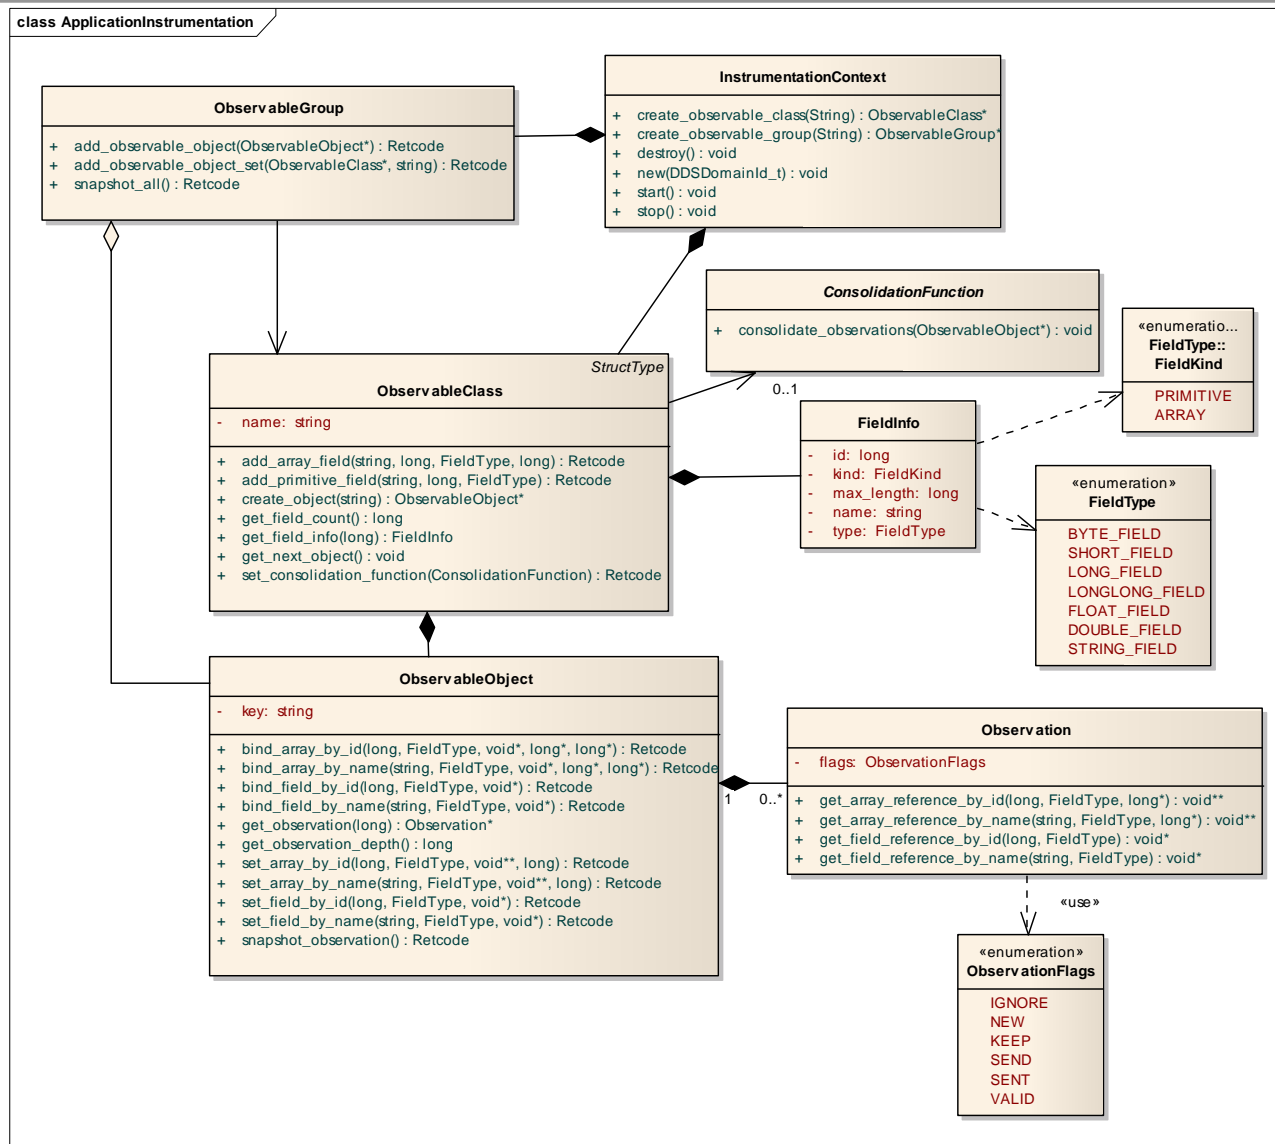 class ApplicationInstrumentation
ObservableGroup
+ add_observable_object(ObservableObject*) : Retcode
+ add_observable_object_set(ObservableClass*, string) : Retcode
+ snapshot_all() : Retcode
InstrumentationContext
+ create_observable_class(String) : ObservableClass*
+ create_observable_group(String) : ObservableGroup*
+ destroy() : void
+ new(DDSDomainId_t) : void
+ start() : void
+ stop() : void
ConsolidationFunction
+ consolidate_observations(ObservableObject*) : void
0..1
«enumeratio...
FieldType::
FieldKind
PRIMITIVE
ARRAY
StructType
ObservableClass
- name: string
+ add_array_field(string, long, FieldType, long) : Retcode
+ add_primitive_field(string, long, FieldType) : Retcode
+ create_object(string) : ObservableObject*
+ get_field_count() : long
+ get_field_info(long) : FieldInfo
+ get_next_object() : void
+ set_consolidation_function(ConsolidationFunction) : Retcode
FieldInfo
- id: long
- kind: FieldKind
- max_length: long
- name: string
- type: FieldType
«enumeration»
FieldType
BYTE_FIELD
SHORT_FIELD
LONG_FIELD
LONGLONG_FIELD
FLOAT_FIELD
DOUBLE_FIELD
STRING_FIELD
ObservableObject
- key: string
+ bind_array_by_id(long, FieldType, void*, long*, long*) : Retcode
+ bind_array_by_name(string, FieldType, void*, long*, long*) : Retcode
+ bind_field_by_id(long, FieldType, void*) : Retcode
+ bind_field_by_name(string, FieldType, void*) : Retcode
+ get_observation(long) : Observation*
+ get_observation_depth() : long
+ set_array_by_id(long, FieldType, void**, long) : Retcode
+ set_array_by_name(string, FieldType, void**, long) : Retcode
+ set_field_by_id(long, FieldType, void*) : Retcode
+ set_field_by_name(string, FieldType, void*) : Retcode
+ snapshot_observation() : Retcode
1 0..*
Observation
- flags: ObservationFlags
+ get_array_reference_by_id(long, FieldType, long*) : void**
+ get_array_reference_by_name(string, FieldType, long*) : void**
+ get_field_reference_by_id(long, FieldType) : void*
+ get_field_reference_by_name(string, FieldType) : void*
«use»
«enumeration»
ObservationFlags
IGNORE
NEW
KEEP
SEND
SENT
VALID